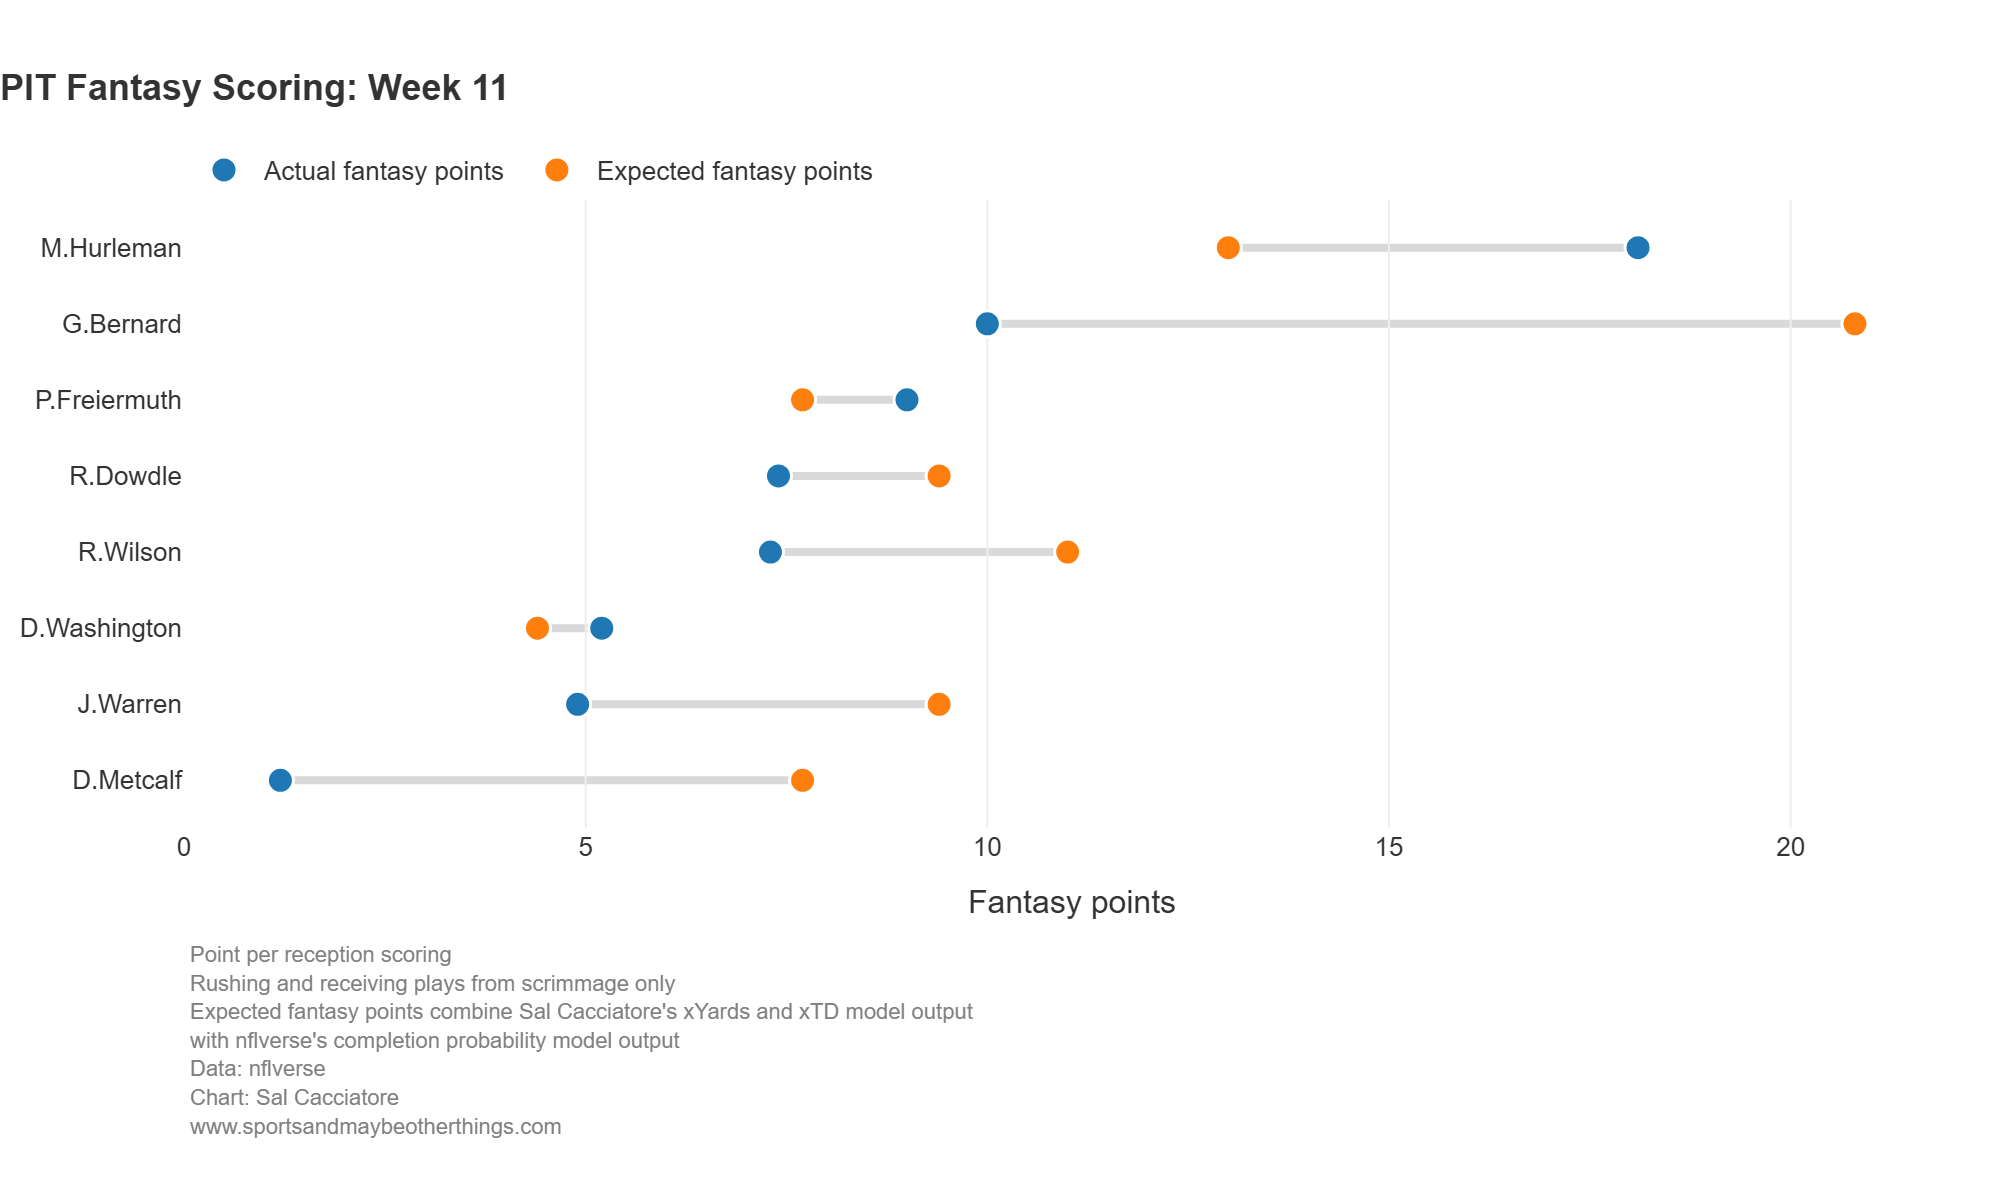 PIT Fantasy Scoring: Week 11
Actual fantasy points
Expected fantasy points
M.Hurleman
G.Bernard
P.Freiermuth
R.Dowdle
R.Wilson
D.Washington
J.Warren
D.Metcalf
0 5 10 15 20
Fantasy points
Point per reception scoring
Rushing and receiving plays from scrimmage only
Expected fantasy points combine Sal Cacciatore's xYards and xTD model output
with nflverse's completion probability model output
Data: nflverse
Chart: Sal Cacciatore
www.sportsandmaybeotherthings.com